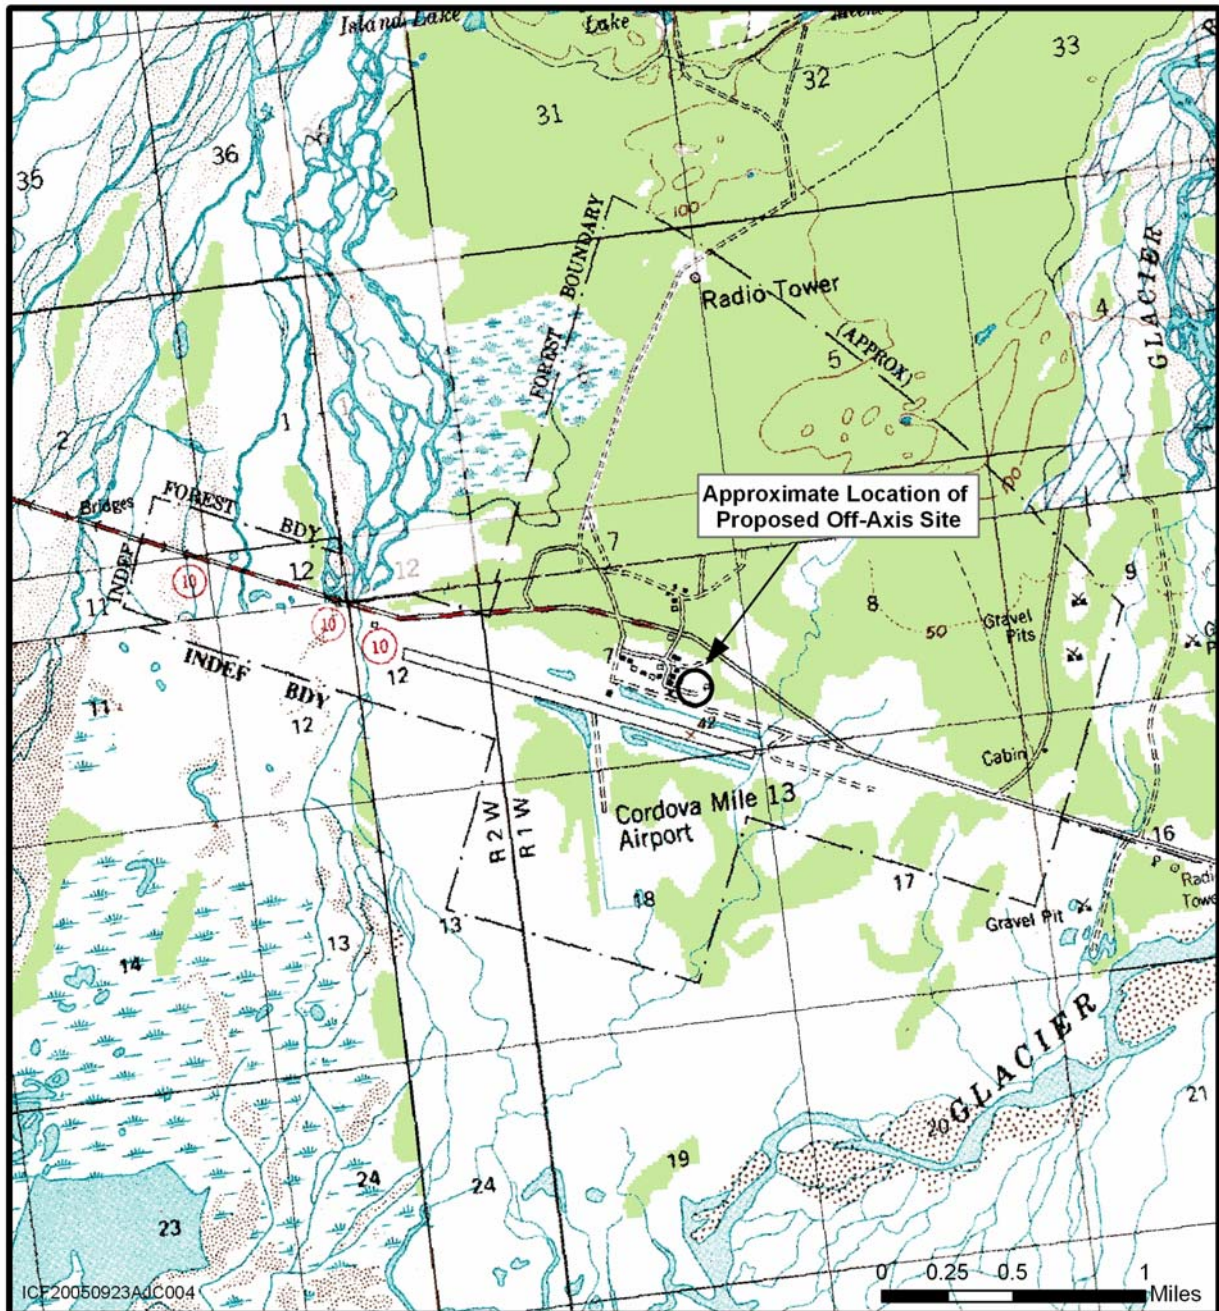 Island Lake
Lake
33
32
31
36
35
100
FOREST BOUNDARY
GLACIER
Radio Tower
4
(APPROX)
5
1
2
100
Approximate Location of
Proposed Off-Axis Site
Bridges
FOREST BDY
7
INDEF
12
12
9
10
11
8
10
50
Gravel
Pits
10
7
INDEF BDY
12
11
12
42
Cabin
Cordova Mile 13
Airport
R 2 W
R 1 W
16
17
18
13
13
14
Gravel Pit
GLACIER
20
21
19
24
24
23
0 0.25 0.5 1
Miles
ICF20050923AJC004